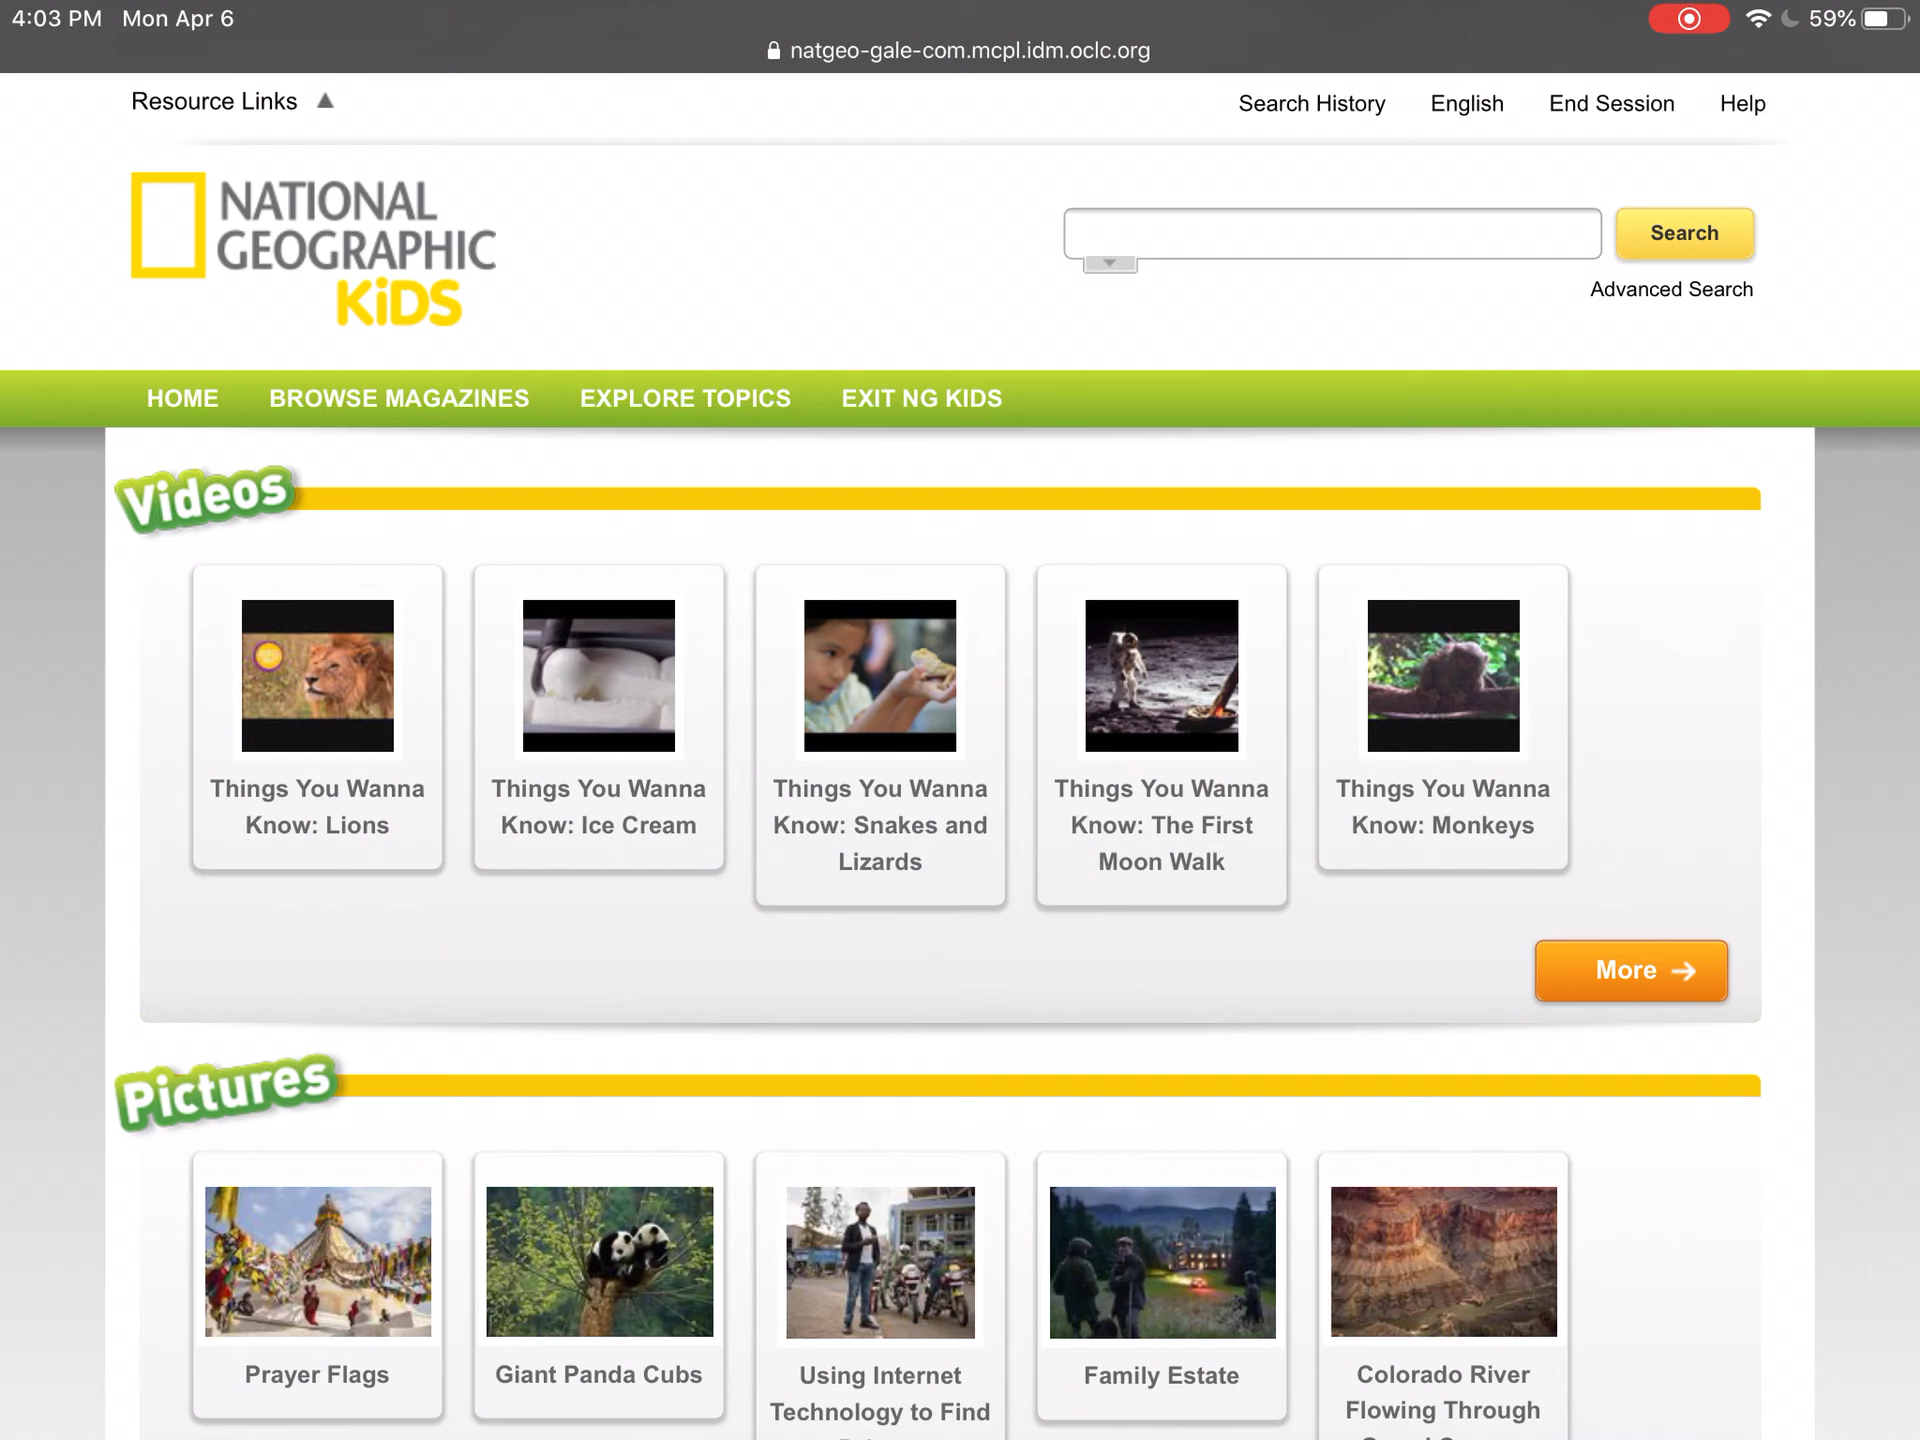 4:03 PM Mon Apr 6
59%
natgeo-gale-com.mcpl.idm.oclc.org
Resource Links
Search History English End Session Help
NATIONAL
GEOGRAPHIC
KiDS
Search
Advanced Search
HOME BROWSE MAGAZINES EXPLORE TOPICS EXIT NG KIDS
Videos
Things You Wanna
Know: Lions
Things You Wanna
Know: Ice Cream
Things You Wanna
Know: Snakes and
Lizards
Things You Wanna
Know: The First
Moon Walk
Things You Wanna
Know: Monkeys
More
Pictures
Prayer Flags
Giant Panda Cubs
Using Internet
Technology to Find
Family Estate
Colorado River
Flowing Through